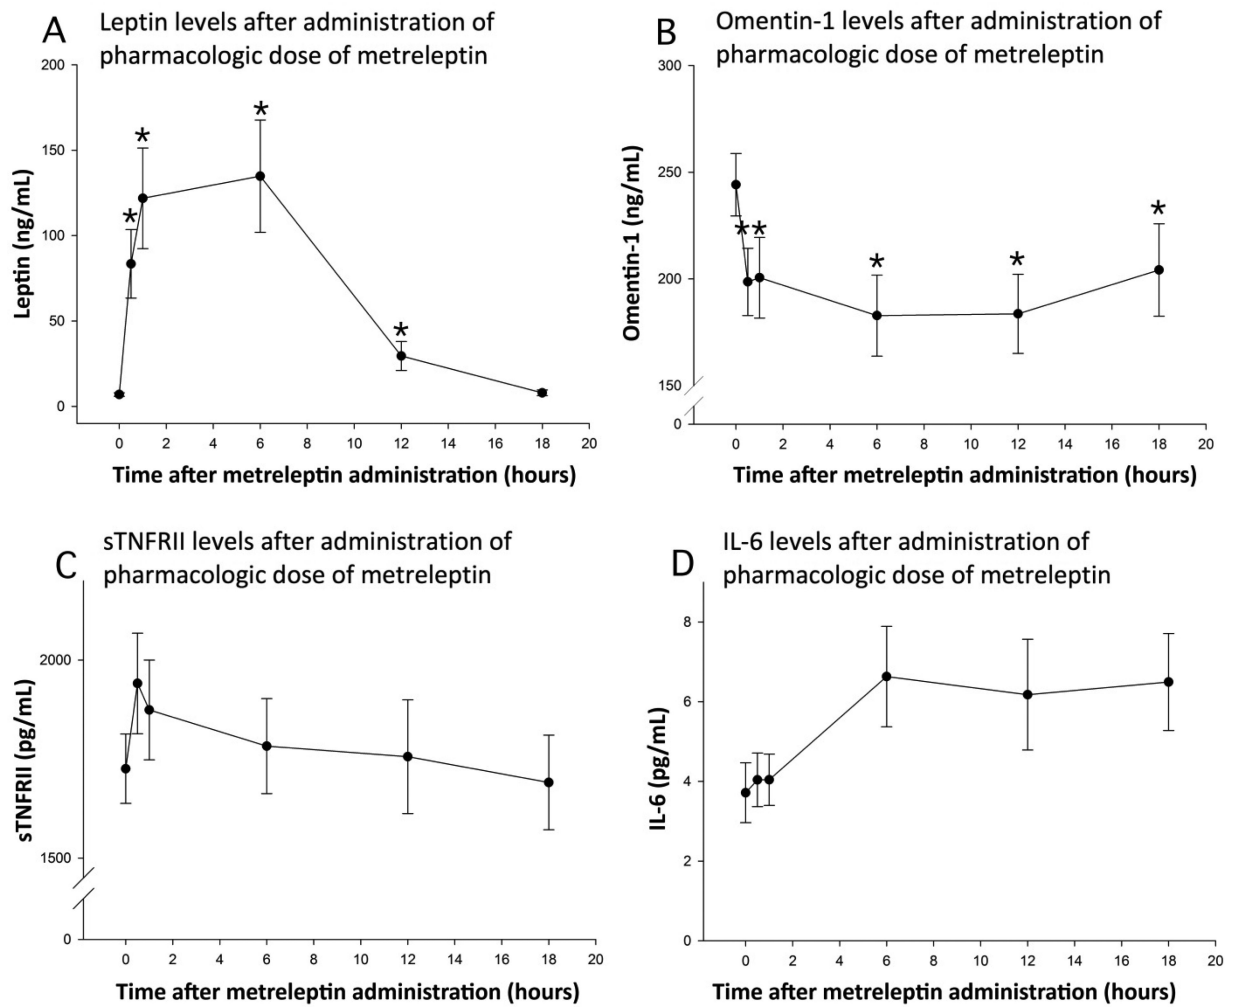 A
Leptin levels after administration of
pharmacologic dose of metreleptin
200
150
100
50
0
Leptin (ng/mL)
* * * *
0 2 4 6 8 10 12 14 16 18 20
Time after metreleptin administration (hours)
B
Omentin-1 levels after administration of
pharmacologic dose of metreleptin
300
250
200
150
0
Omentin-1 (ng/mL)
* * * * *
0 2 4 6 8 10 12 14 16 18 20
Time after metreleptin administration (hours)
C
sTNFRII levels after administration of
pharmacologic dose of metreleptin
2000
1500
0
sTNFRII (pg/mL)
0 2 4 6 8 10 12 14 16 18 20
Time after metreleptin administration (hours)
D
IL-6 levels after administration of
pharmacologic dose of metreleptin
8
6
4
2
0
IL-6 (pg/mL)
0 2 4 6 8 10 12 14 16 18 20
Time after metreleptin administration (hours)